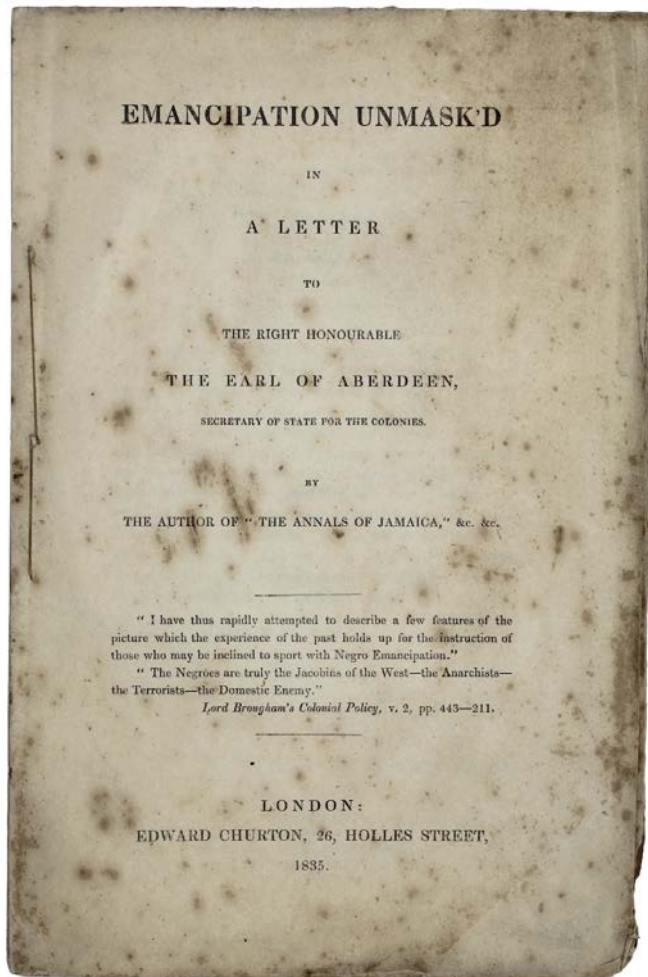 EMANCIPATION UNMASK'D
IN
A LETTER
TO
THE RIGHT HONOURABLE
THE EARL OF ABERDEEN,
SECRETARY OF STATE FOR THE COLONIES.
BY
THE AUTHOR OF "THE ANNALS OF JAMAICA," &c. &c.
" I have thus rapidly attempted to describe a few features of the
picture which the experience of the past holds up for the instruction of
those who may be inclined to sport with Negro Emancipation."
" The Negroes are truly the Jacobins of the West—the Anarchists—
the Terrorists—the Domestic Enemy."
Lord Brougham's Colonial Policy, v. 2, pp. 443—211.
LONDON:
EDWARD CHURTON, 26, HOLLES STREET,
1835.